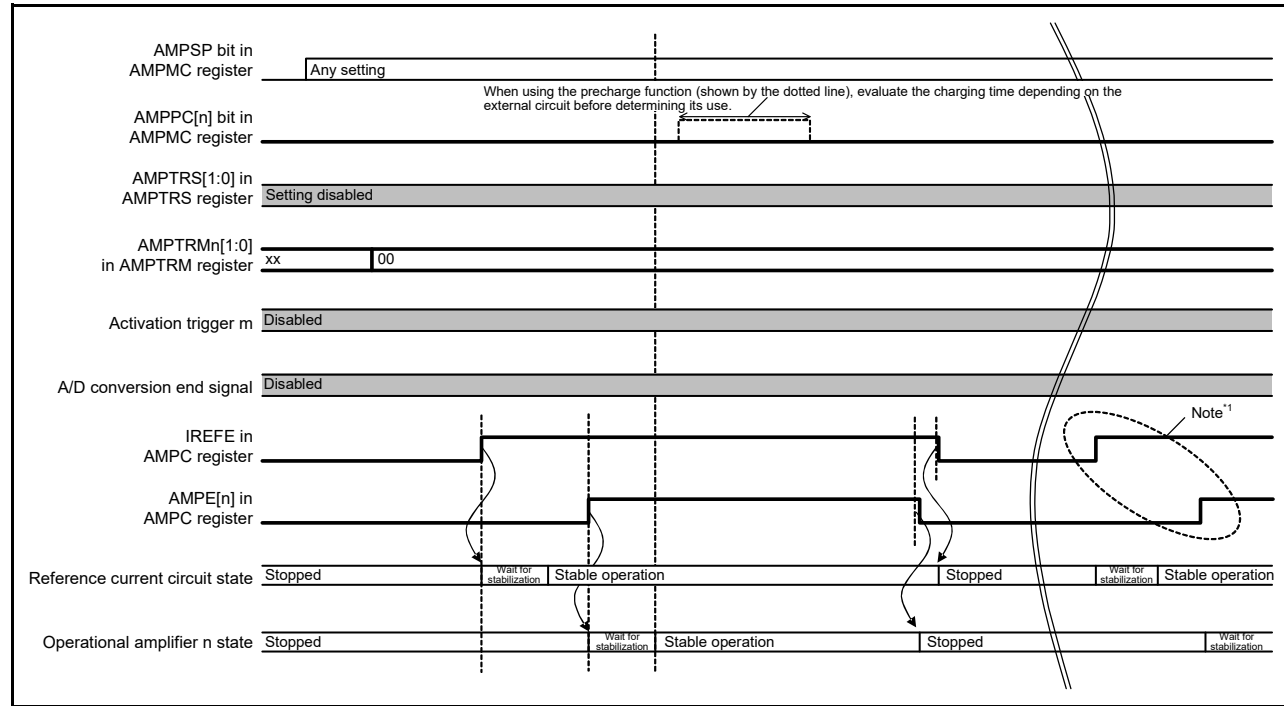 AMPSP bit in
AMPMC register
Any setting
When using the precharge function (shown by the dotted line), evaluate the charging time depending on the
external circuit before determining its use.
AMPPC[n] bit in
AMPMC register
AMPTRS[1:0] in
AMPTRS register
Setting disabled
AMPTRMn[1:0]
in AMPTRM register
xx
00
Activation trigger m
Disabled
A/D conversion end signal
Disabled
Note*1
IREFE in
AMPC register
AMPE[n] in
AMPC register
Reference current circuit state
Stopped
Wait for
stabilization
Stable operation
Stopped
Wait for
stabilization
Stable operation
Operational amplifier n state
Stopped
Wait for
stabilization
Stable operation
Stopped
Wait for
stabilization